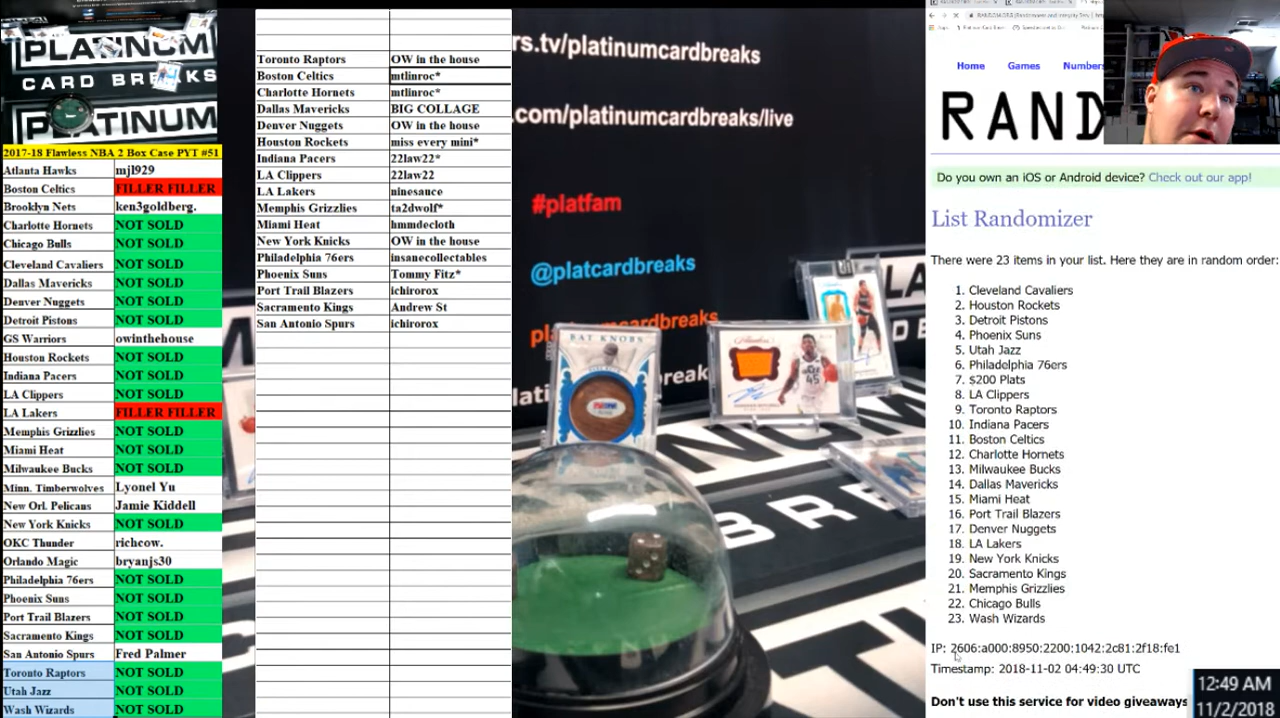 PLATINUM
CARD BREAKS
PLATINUM
2017-18 Flawless NBA 2 Box Case PYT #51
Atlanta Hawks mjl929
Boston Celtics FILLER FILLER
Brooklyn Nets ken3goldberg.
Charlotte Hornets NOT SOLD
Chicago Bulls NOT SOLD
Cleveland Cavaliers NOT SOLD
Dallas Mavericks NOT SOLD
Denver Nuggets NOT SOLD
Detroit Pistons NOT SOLD
GS Warriors owinthehouse
Houston Rockets NOT SOLD
Indiana Pacers NOT SOLD
LA Clippers NOT SOLD
LA Lakers FILLER FILLER
Memphis Grizzlies NOT SOLD
Miami Heat NOT SOLD
Milwaukee Bucks NOT SOLD
Minn. Timberwolves Lyonel Yu
New Orl. Pelicans Jamie Kiddell
New York Knicks NOT SOLD
OKC Thunder richcow.
Orlando Magic bryanjs30
Philadelphia 76ers NOT SOLD
Phoenix Suns NOT SOLD
Port Trail Blazers NOT SOLD
Sacramento Kings NOT SOLD
San Antonio Spurs Fred Palmer
Toronto Raptors NOT SOLD
Utah Jazz NOT SOLD
Wash Wizards NOT SOLD
Toronto Raptors OW in the house
Boston Celtics mtlinroc*
Charlotte Hornets mtlinroc*
Dallas Mavericks BIG COLLAGE
Denver Nuggets OW in the house
Houston Rockets miss every mini*
Indiana Pacers 22law22*
LA Clippers 22law22
LA Lakers ninesance
Memphis Grizzlies ta2dwolf*
Miami Heat hmmdecloth
New York Knicks OW in the house
Philadelphia 76ers insanecollectables
Phoenix Suns Tommy Fitz*
Port Trail Blazers ichirorox
Sacramento Kings Andrew St
San Antonio Spurs ichirorox
rs.tv/platinumcardbreaks
.com/platinumcardbreaks/live
#platfam
@platcardbreaks
BAT KNOBS
45
Home Games Numbers
RAND
Do you own an iOS or Android device? Check out our app!
List Randomizer
There were 23 items in your list. Here they are in random order:
1. Cleveland Cavaliers
2. Houston Rockets
3. Detroit Pistons
4. Phoenix Suns
5. Utah Jazz
6. Philadelphia 76ers
7. $200 Plats
8. LA Clippers
9. Toronto Raptors
10. Indiana Pacers
11. Boston Celtics
12. Charlotte Hornets
13. Milwaukee Bucks
14. Dallas Mavericks
15. Miami Heat
16. Port Trail Blazers
17. Denver Nuggets
18. LA Lakers
19. New York Knicks
20. Sacramento Kings
21. Memphis Grizzlies
22. Chicago Bulls
23. Wash Wizards
IP: 2606:a000:8950:2200:1042:2c81:2f18:fe1
Timestamp: 2018-11-02 04:49:30 UTC
Don't use this service for video giveaways
12:49 AM
11/2/2018